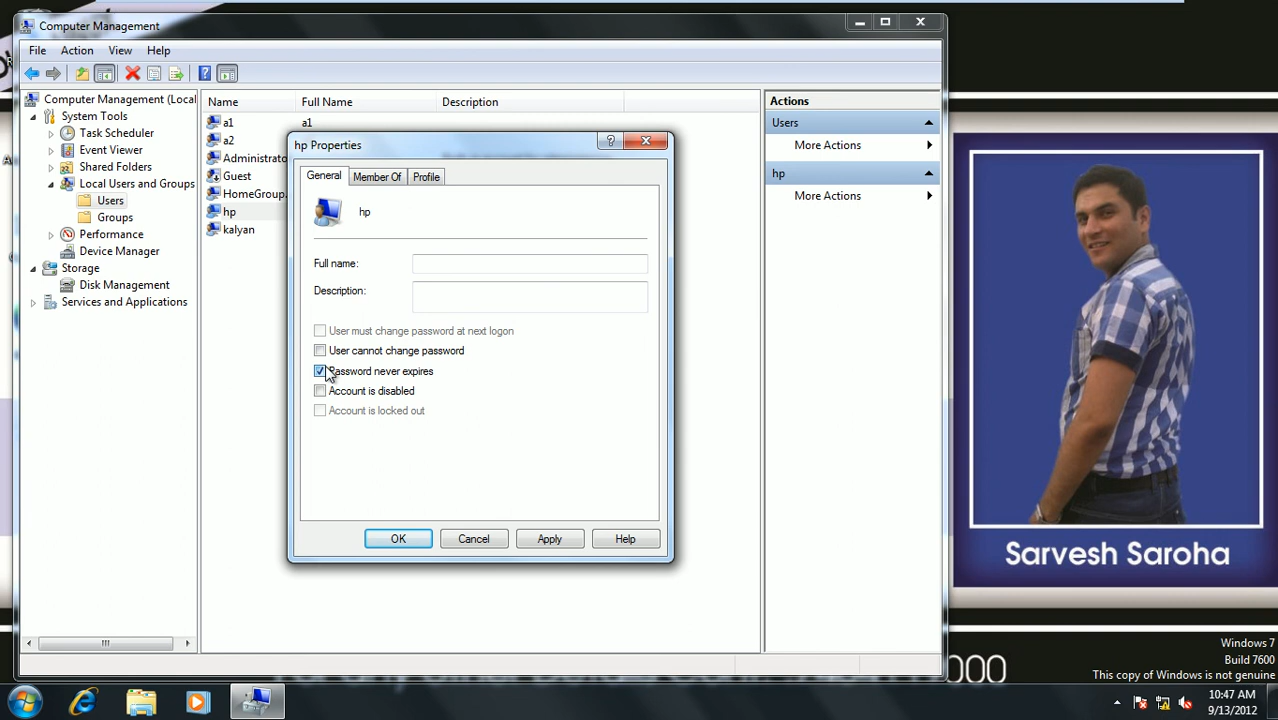 Computer Management
File Action View Help
Computer Management (Local
System Tools
Task Scheduler
Event Viewer
Shared Folders
Local Users and Groups
Users
Groups
Performance
Device Manager
Storage
Disk Management
Services and Applications
Name Full Name Description
a1 a1
a2
Administrato
Guest
HomeGroup.
hp
kalyan
hp Properties
General Member Of Profile
hp
Full name:
Description:
User must change password at next logon
User cannot change password
Password never expires
Account is disabled
Account is locked out
OK Cancel Apply Help
Actions
Users
More Actions
hp
More Actions
Sarvesh Saroha
Windows 7
Build 7600
This copy of Windows is not genuine
10:47 AM
9/13/2012